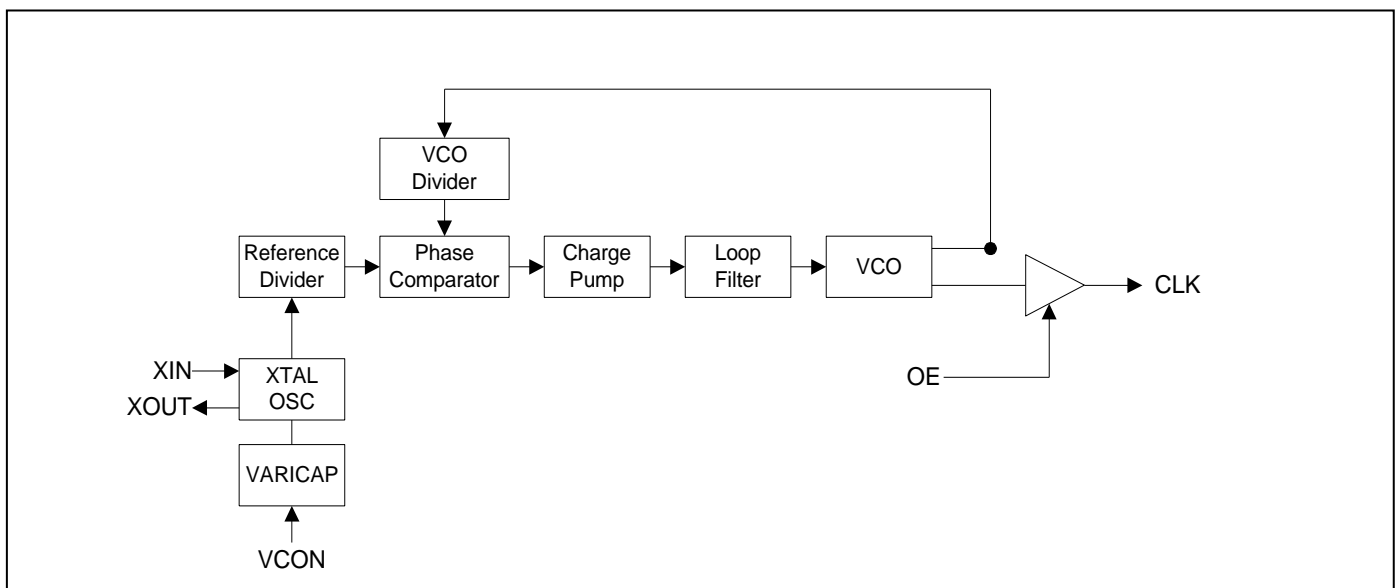 VCO
Divider
Reference
Divider
Phase
Comparator
Charge
Pump
Loop
Filter
VCO
CLK
XIN
XOUT
XTAL
OSC
OE
VARICAP
VCON